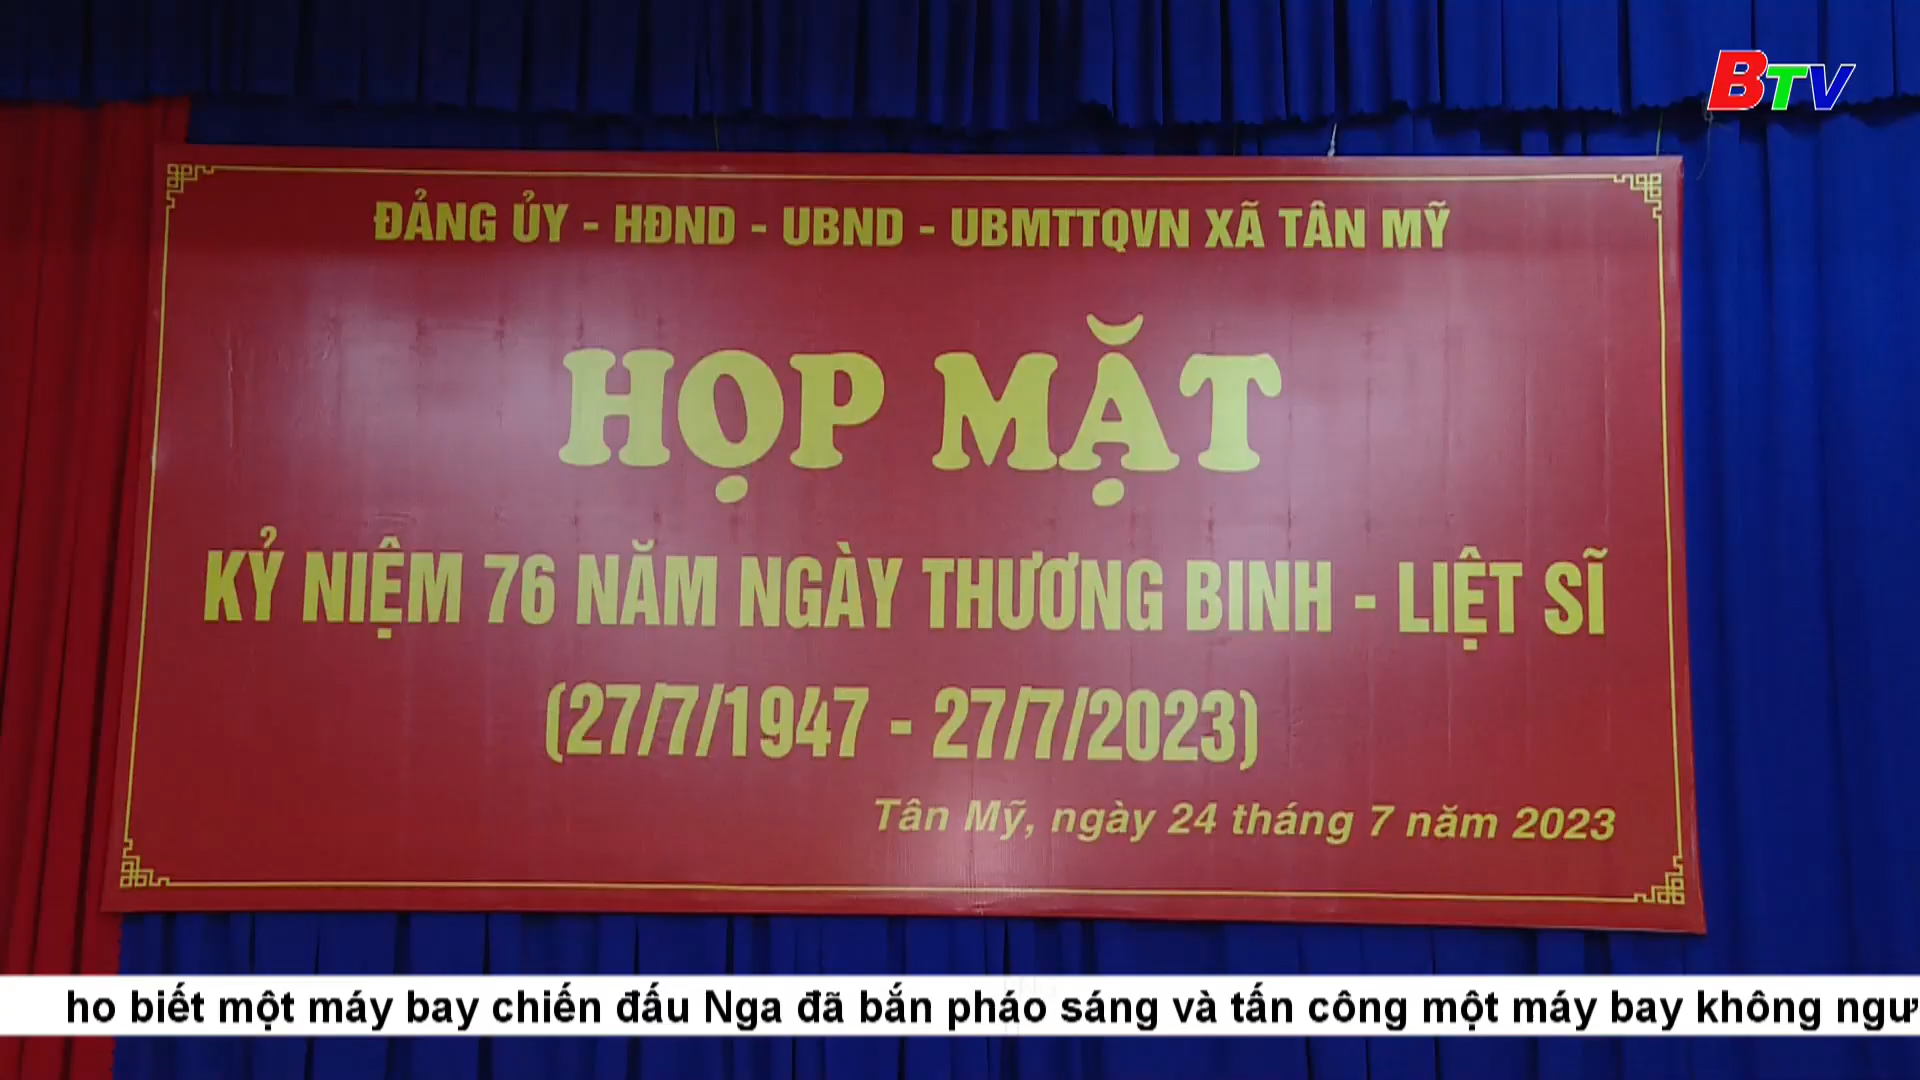 BTV
ĐẢNG ỦY - HĐND - UBND - UBMTTQVN XÃ TÂN MỸ
HỌP MẶT
KỶ NIỆM 76 NĂM NGÀY THƯƠNG BINH - LIỆT SĨ
(27/7/1947 - 27/7/2023)
Tân Mỹ, ngày 24 tháng 7 năm 2023
ho biết một máy bay chiến đấu Nga đã bắn pháo sáng và tấn công một máy bay không ngư